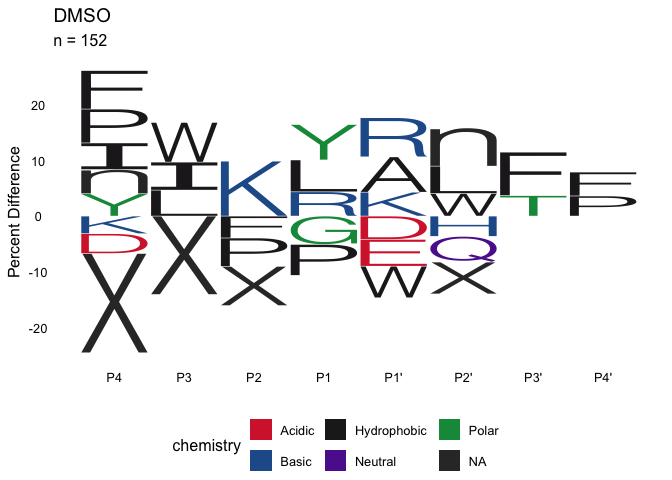 DMSO
n = 152
Percent Difference
20
10
0
-10
-20
F W Y R n F F
P I L A L T P
I L K R K W
n X F G D H
Y P P E Q
K X W X
D
X
P4 P3 P2 P1 P1' P2' P3' P4'
chemistry
Acidic Hydrophobic Polar
Basic Neutral NA